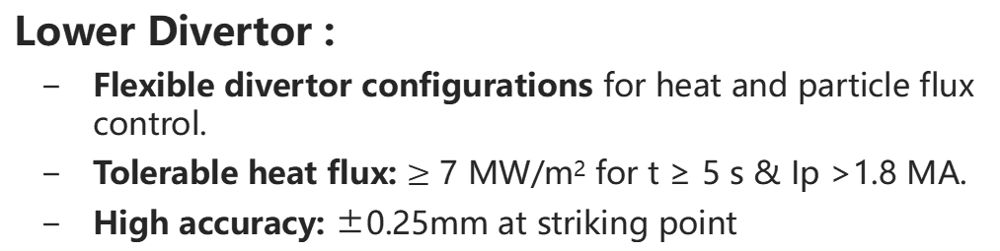 Lower Divertor :
– Flexible divertor configurations for heat and particle flux
control.
– Tolerable heat flux: ≥ 7 MW/m² for t ≥ 5 s & Ip >1.8 MA.
– High accuracy: ±0.25mm at striking point